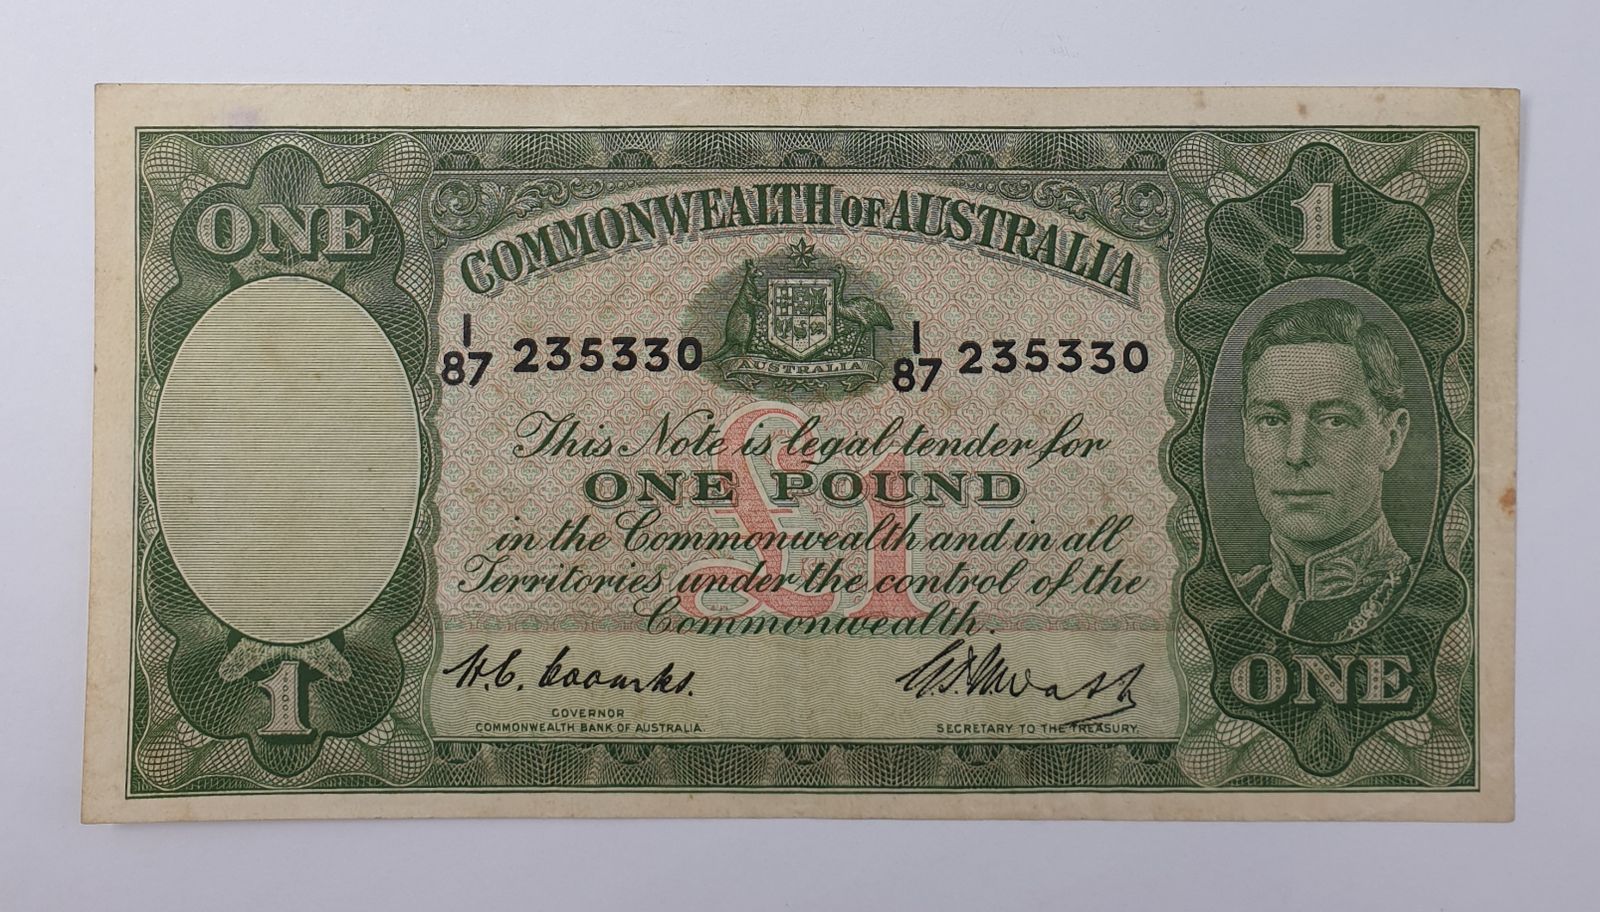 ONE
COMMONWEALTH OF AUSTRALIA
1
AUSTRALIA
I/87 235330
I/87 235330
£1
This Note is legal tender for
ONE POUND
in the Commonwealth and in all
Territories under the control of the
Commonwealth.
H.C. Coombs.
GOVERNOR
COMMONWEALTH BANK OF AUSTRALIA.
SECRETARY TO THE TREASURY.
1
ONE